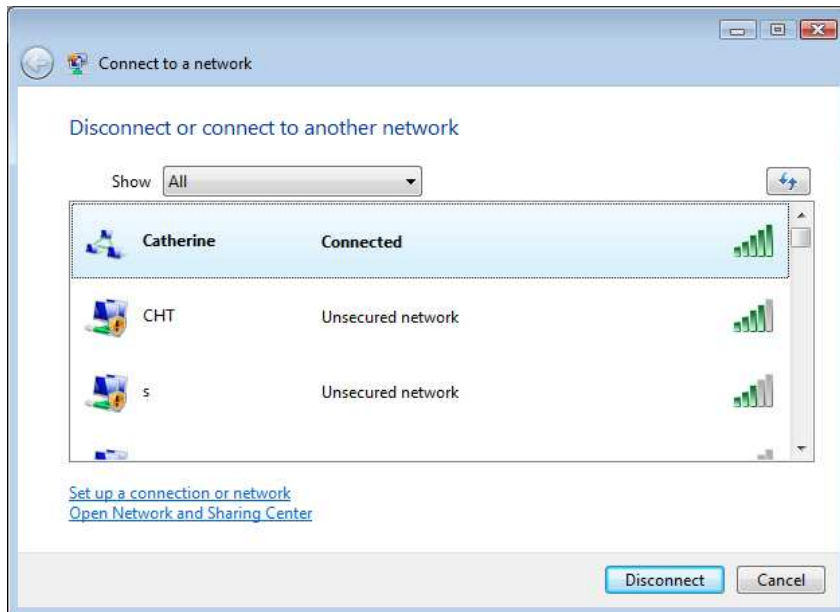 Connect to a network
Disconnect or connect to another network
Show All
Catherine Connected
CHT Unsecured network
s Unsecured network
Set up a connection or network
Open Network and Sharing Center
Disconnect Cancel